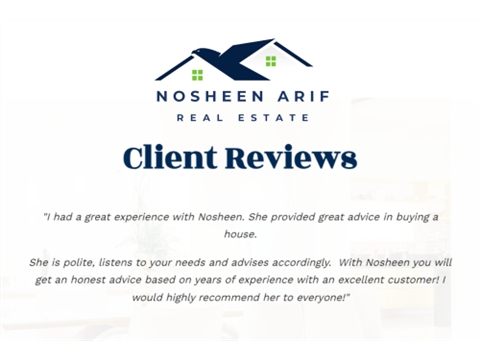 NOSHEEN ARIF
REAL ESTATE
Client Reviews
"I had a great experience with Nosheen. She provided great advice in buying a
house.
She is polite, listens to your needs and advises accordingly.  With Nosheen you will
get an honest advice based on years of experience with an excellent customer! I
would highly recommend her to everyone!"